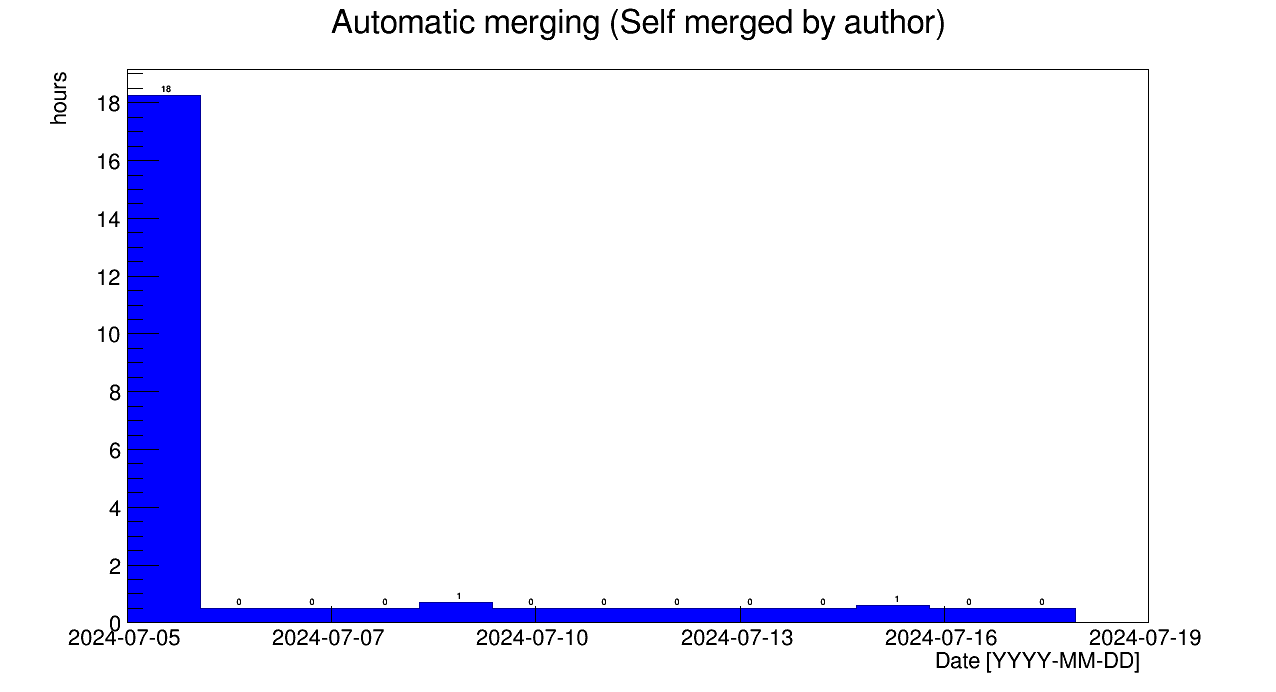 Automatic merging (Self merged by author)
hours
18
16
14
12
10
8
6
4
2
0
18
0 0 0 1 0 0 0 0 0 1 0 0
2024-07-05 2024-07-07 2024-07-10 2024-07-13 2024-07-16 2024-07-19
Date [YYYY-MM-DD]